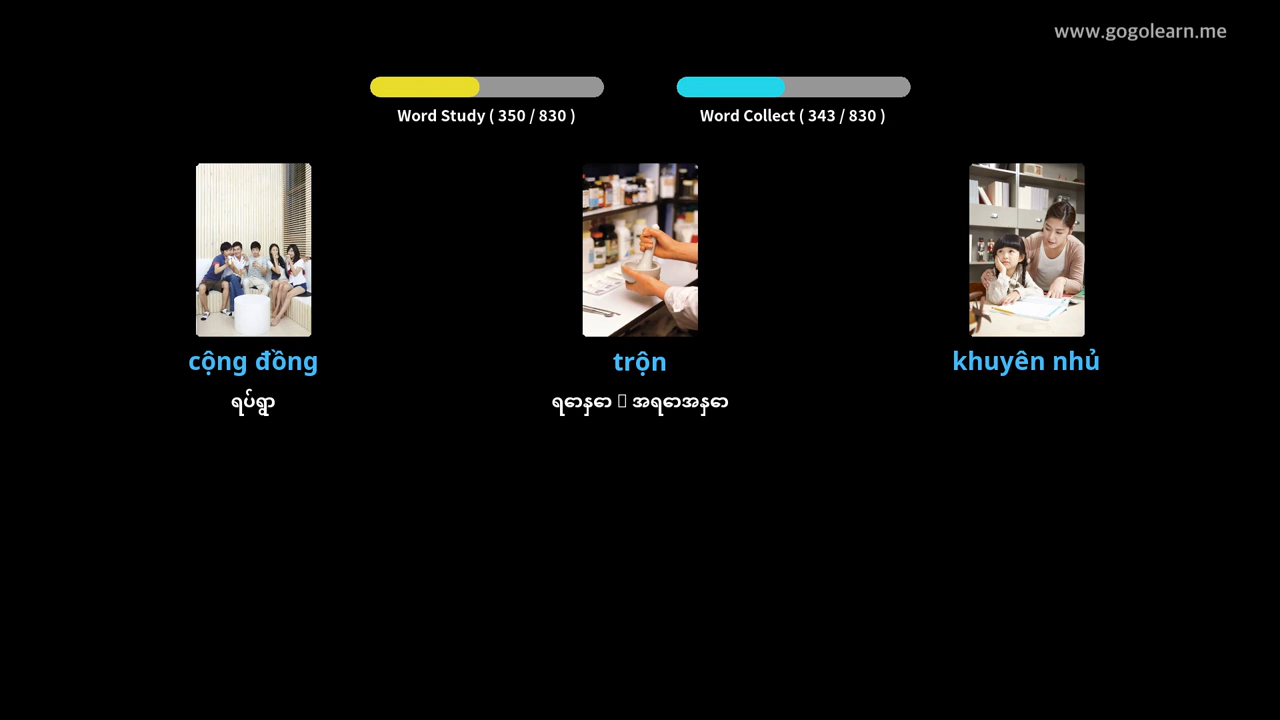 www.gogolearn.me
Word Study ( 350 / 830 )
Word Collect ( 343 / 830 )
cộng đồng
trộn
khuyên nhủ
ရပ်ရွာ
ရောနှော ၊ အရောအနှော